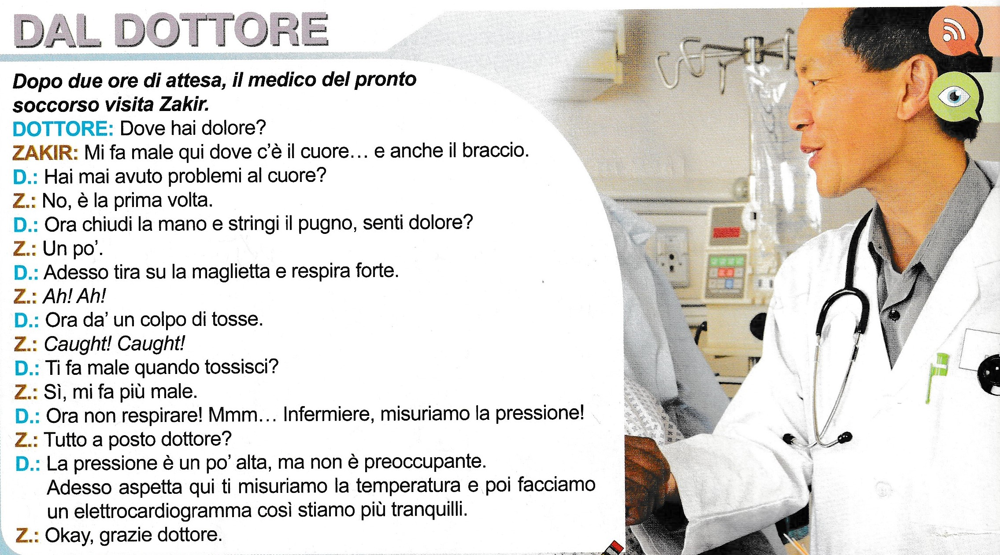 DAL DOTTORE
Dopo due ore di attesa, il medico del pronto
soccorso visita Zakir.
DOTTORE: Dove hai dolore?
ZAKIR: Mi fa male qui dove c’è il cuore… e anche il braccio.
D.: Hai mai avuto problemi al cuore?
Z.: No, è la prima volta.
D.: Ora chiudi la mano e stringi il pugno, senti dolore?
Z.: Un po’.
D.: Adesso tira su la maglietta e respira forte.
Z.: Ah! Ah!
D.: Ora da’ un colpo di tosse.
Z.: Caught! Caught!
D.: Ti fa male quando tossisci?
Z.: Sì, mi fa più male.
D.: Ora non respirare! Mmm… Infermiere, misuriamo la pressione!
Z.: Tutto a posto dottore?
D.: La pressione è un po’ alta, ma non è preoccupante.
Adesso aspetta qui ti misuriamo la temperatura e poi facciamo
un elettrocardiogramma così stiamo più tranquilli.
Z.: Okay, grazie dottore.